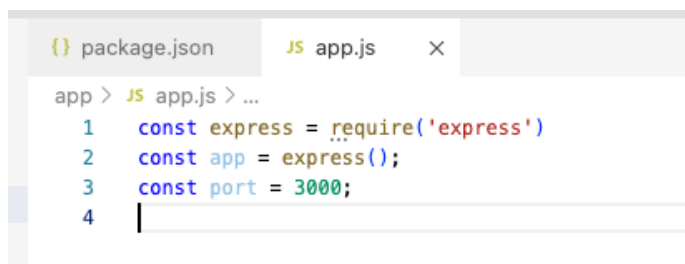 {} package.json JS app.js ×
app > JS app.js > ...
1 const express = require('express')
2 const app = express();
3 const port = 3000;
4